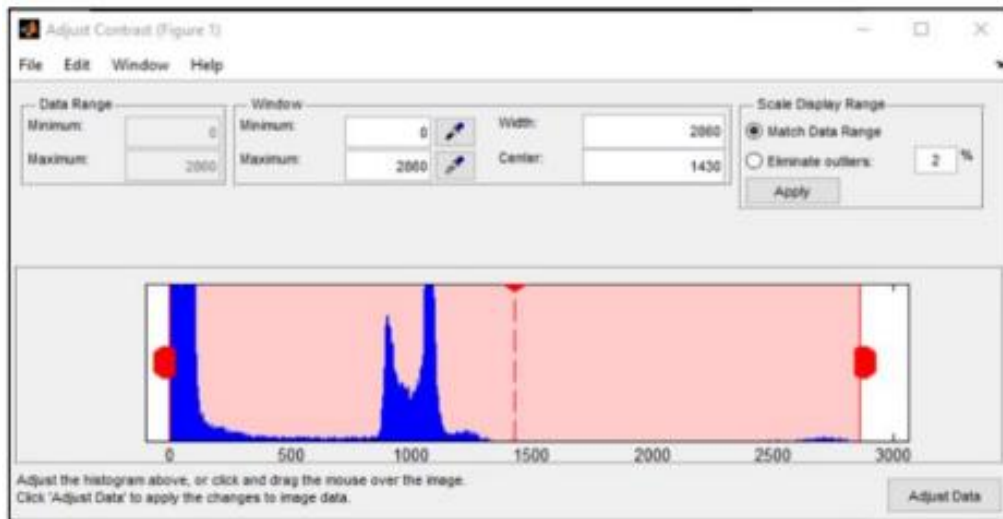 Adjust Contrast (Figure 1)
File Edit Window Help
Data Range
Minimum: 0
Maximum: 2860
Window
Minimum: 0
Maximum: 2860
Width: 2860
Center: 1430
Scale Display Range
Match Data Range
Eliminate outliers: 2 %
Apply
0 500 1000 1500 2000 2500 3000
Adjust the histogram above, or click and drag the mouse over the image.
Click 'Adjust Data' to apply the changes to image data.
Adjust Data